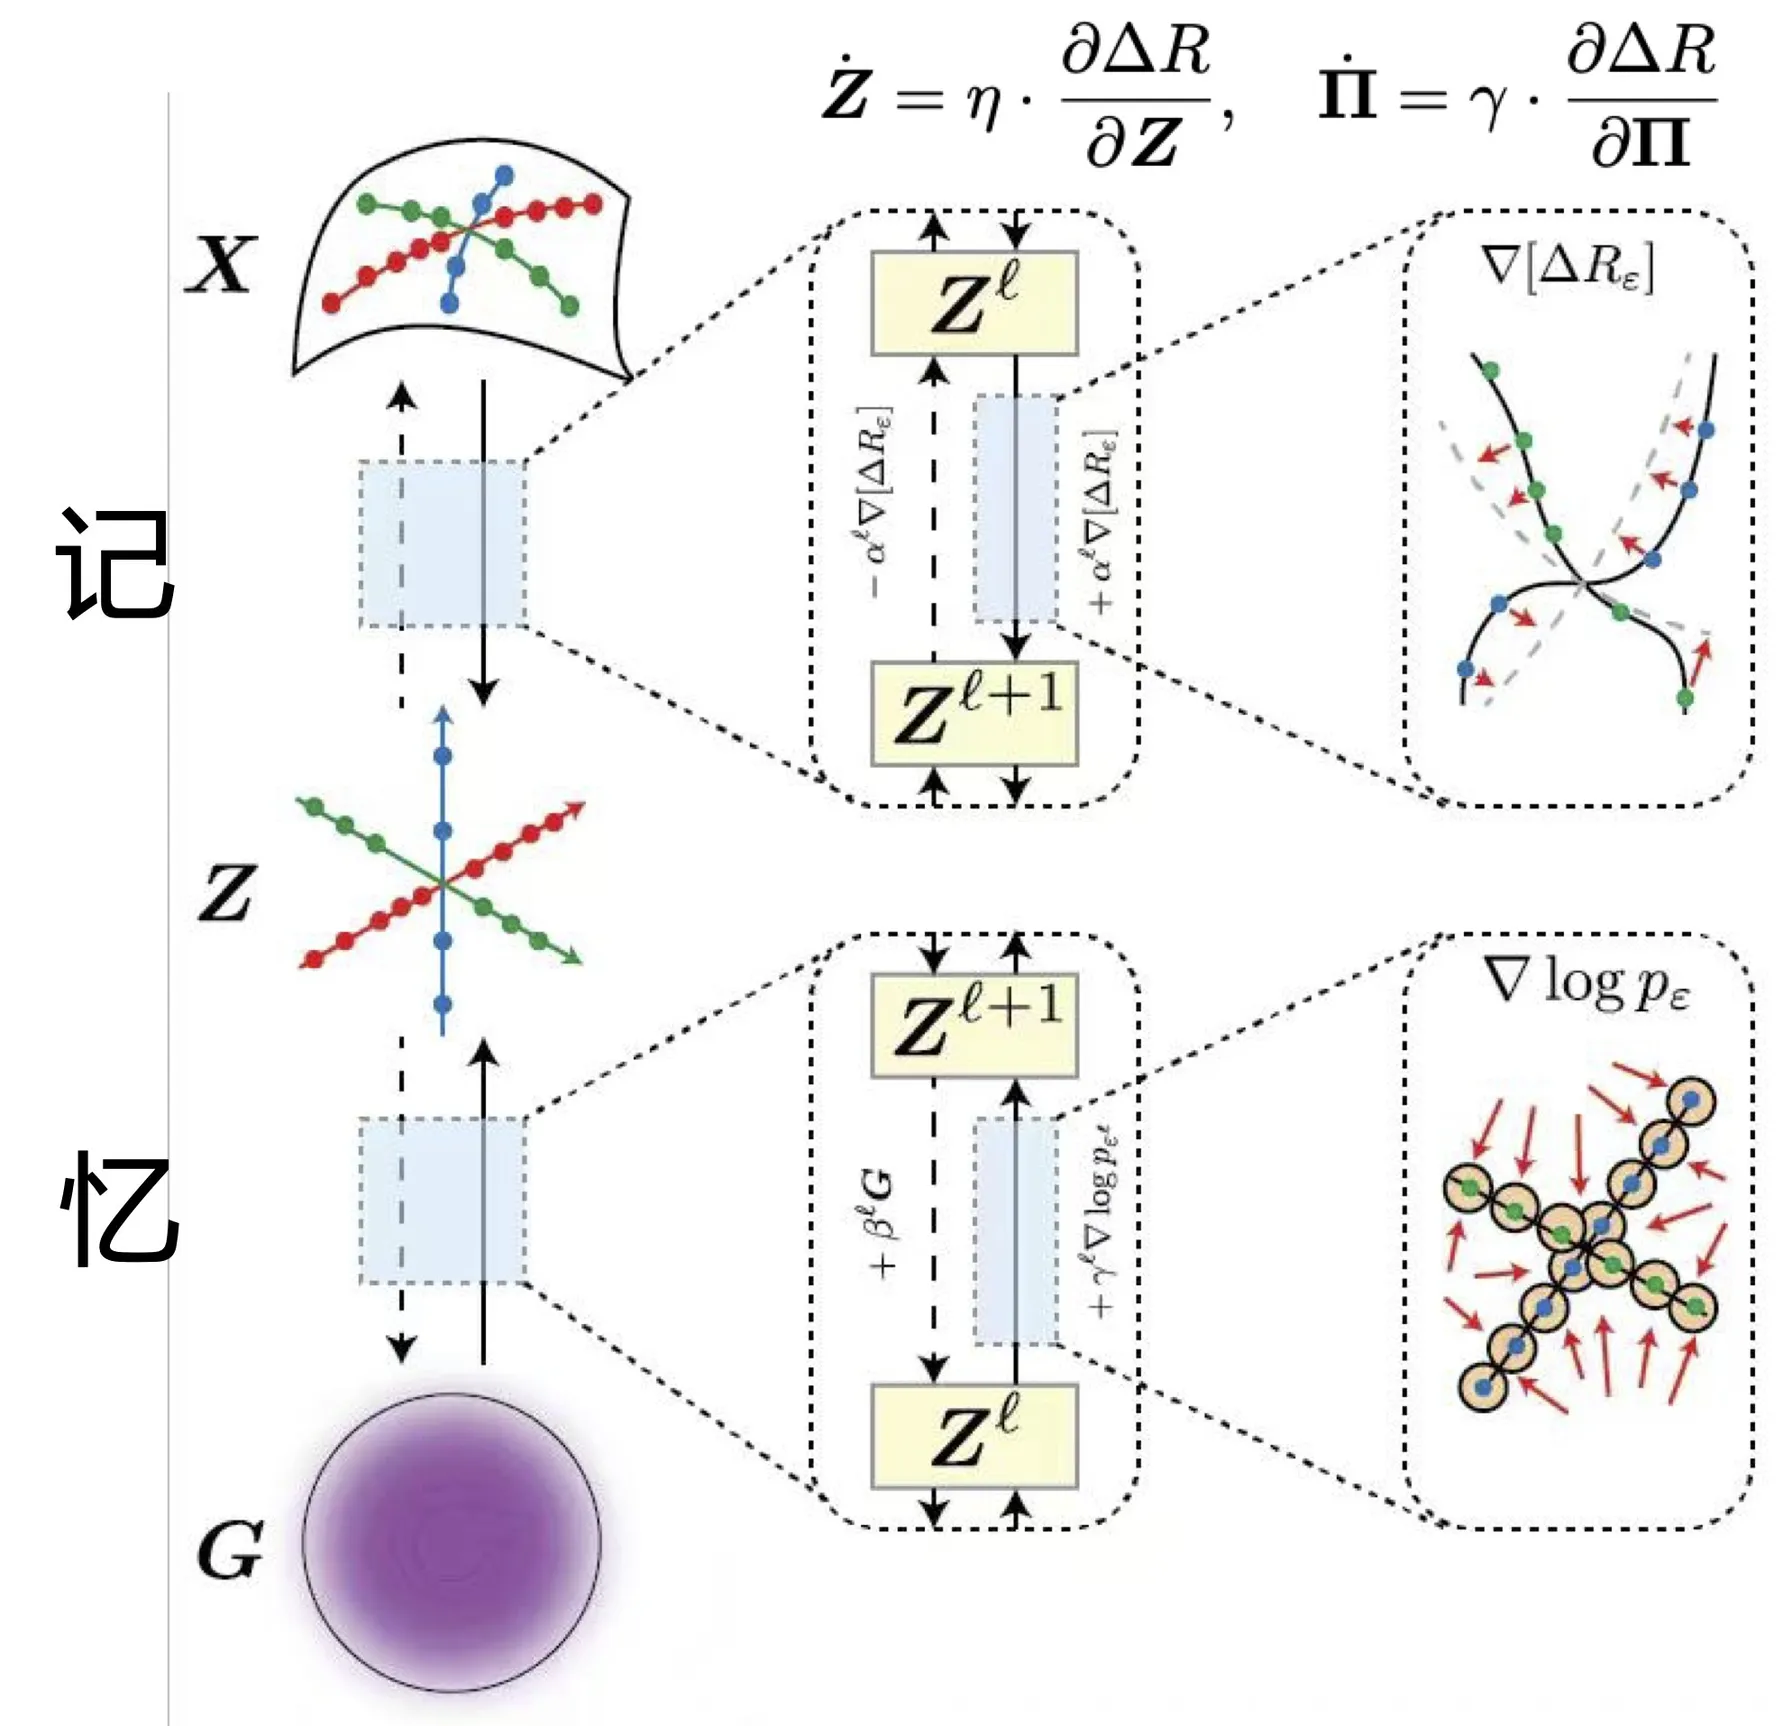 Ż = η · ∂ΔR/∂Z, Π̇ = γ · ∂ΔR/∂Π
X
Z^ℓ
∇[ΔR_ε]
− α^ℓ∇[ΔR_ε]
+ α^ℓ∇[ΔR_ε]
记
Z^{ℓ+1}
Z
Z^{ℓ+1}
∇ log p_ε
忆
+ β^ℓG
+ γ^ℓ∇ log p_{ε^ℓ}
Z^ℓ
G